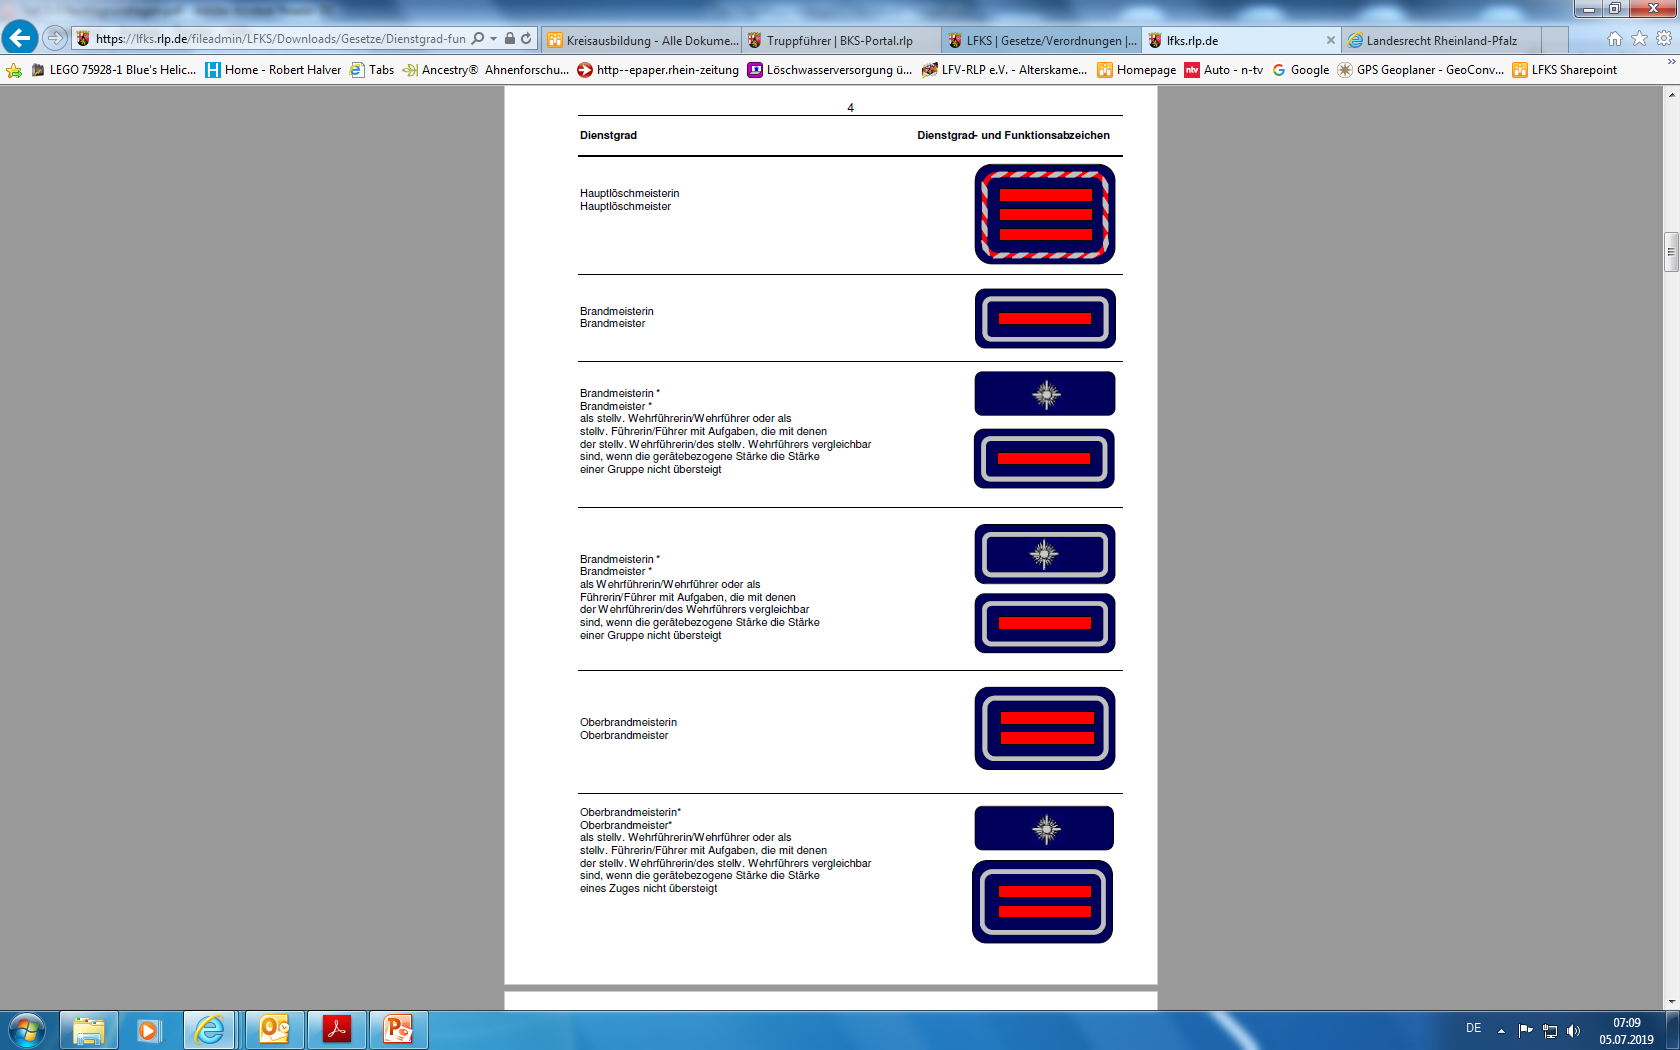 https://lfks.rlp.de/fileadmin/LFKS/Downloads/Gesetze/Dienstgrad-fun
Kreisausbildung - Alle Dokume...
Truppführer | BKS-Portal.rlp
LFKS | Gesetze/Verordnungen |...
lfks.rlp.de
Landesrecht Rheinland-Pfalz
LEGO 75928-1 Blue's Helic...
Home - Robert Halver
Tabs
Ancestry® Ahnenforschu...
http--epaper.rhein-zeitung
Löschwasserversorgung ü...
LFV-RLP e.V. - Alterskame...
Homepage
ntv
Auto - n-tv
Google
GPS Geoplaner - GeoConv...
LFKS Sharepoint
4
Dienstgrad Dienstgrad- und Funktionsabzeichen
Hauptlöschmeisterin
Hauptlöschmeister
Brandmeisterin
Brandmeister
Brandmeisterin *
Brandmeister *
als stellv. Wehrführerin/Wehrführer oder als
stellv. Führerin/Führer mit Aufgaben, die mit denen
der stellv. Wehrführerin/des stellv. Wehrführers vergleichbar
sind, wenn die gerätebezogene Stärke die Stärke
einer Gruppe nicht übersteigt
Brandmeisterin *
Brandmeister *
als Wehrführerin/Wehrführer oder als
Führerin/Führer mit Aufgaben, die mit denen
der Wehrführerin/des Wehrführers vergleichbar
sind, wenn die gerätebezogene Stärke die Stärke
einer Gruppe nicht übersteigt
Oberbrandmeisterin
Oberbrandmeister
Oberbrandmeisterin*
Oberbrandmeister*
als stellv. Wehrführerin/Wehrführer oder als
stellv. Führerin/Führer mit Aufgaben, die mit denen
der stellv. Wehrführerin/des stellv. Wehrführers vergleichbar
sind, wenn die gerätebezogene Stärke die Stärke
eines Zuges nicht übersteigt
DE
07:09
05.07.2019